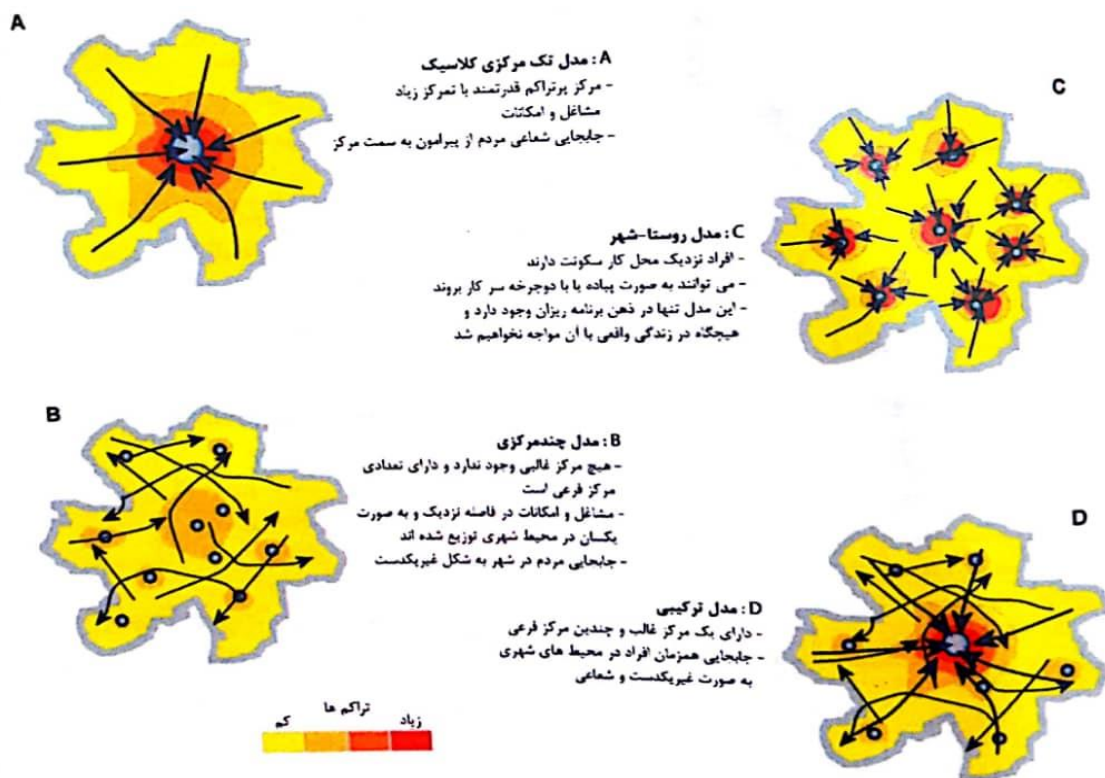 A
A : مدل تک مرکزی کلاسیک
- مرکز پرتراکم قدرتمند با تمرکز زیاد
مشاغل و امکانات
- جابجایی شعاعی مردم از پیرامون به سمت مرکز
C
C : مدل روستا-شهر
- افراد نزدیک محل کار سکونت دارند
- می توانند به صورت پیاده یا با دوچرخه سر کار بروند
- این مدل تنها در ذهن برنامه ریزان وجود دارد و
هیچگاه در زندگی واقعی با آن مواجه نخواهیم شد
B
B : مدل چندمرکزی
- هیچ مرکز غالبی وجود ندارد و دارای تعدادی
مرکز فرعی است
- مشاغل و امکانات در فاصله نزدیک و به صورت
یکسان در محیط شهری توزیع شده اند
- جابجایی مردم در شهر به شکل غیریکدست
D
D : مدل ترکیبی
- دارای یک مرکز غالب و چندین مرکز فرعی
- جابجایی همزمان افراد در محیط های شهری
به صورت غیریکدست و شعاعی
تراکم ها
زیاد
کم